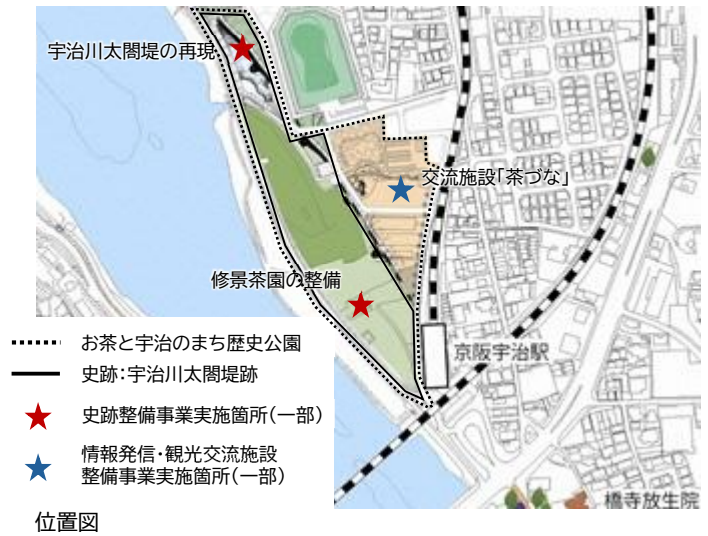 宇治川太閤堤の再現
交流施設「茶づな」
修景茶園の整備
京阪宇治駅
お茶と宇治のまち歴史公園
史跡：宇治川太閤堤跡
史跡整備事業実施箇所（一部）
情報発信・観光交流施設
整備事業実施箇所（一部）
橋寺放生院
位置図